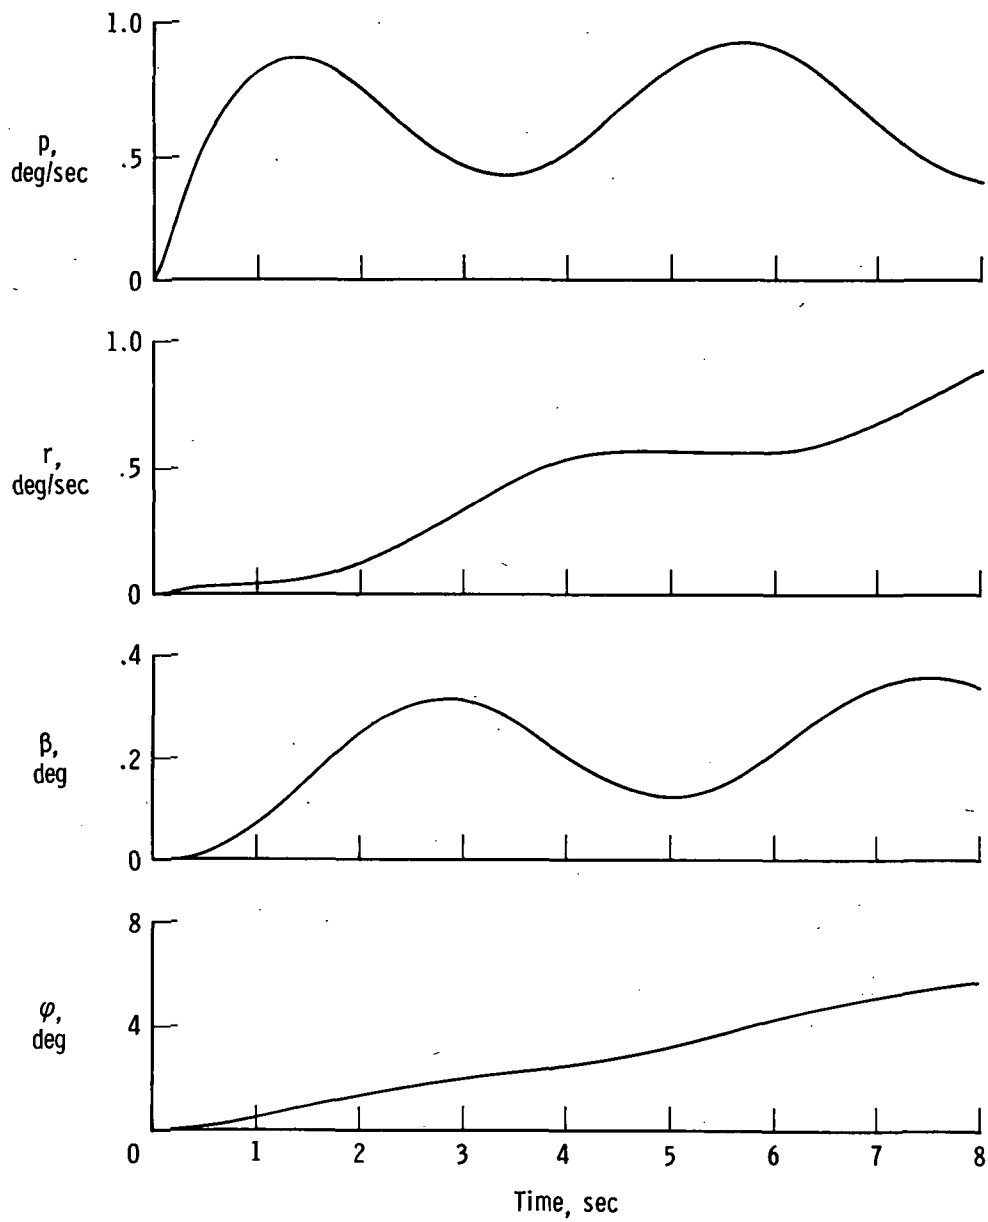 1.0
p,
deg/sec
.5
0
1.0
r,
deg/sec
.5
0
.4
β,
deg
.2
0
8
φ,
deg
4
0 1 2 3 4 5 6 7 8
Time, sec